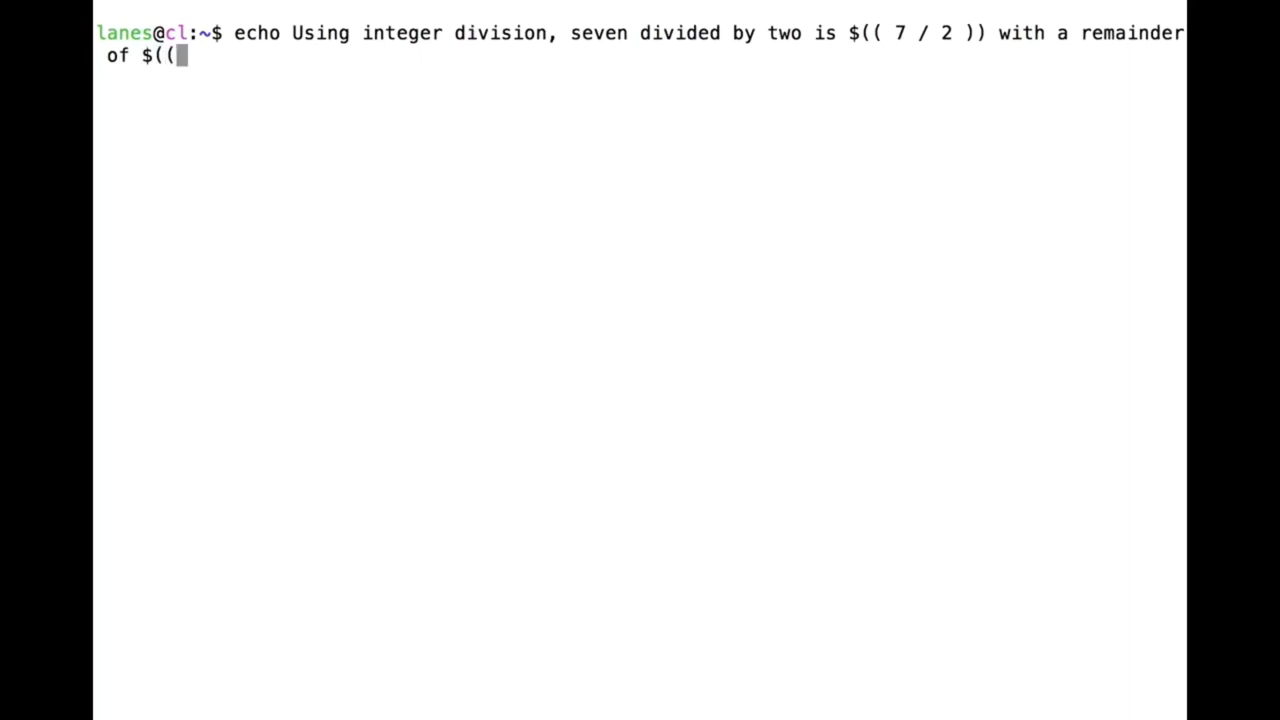 lanes@cl:~$ echo Using integer division, seven divided by two is $(( 7 / 2 )) with a remainder
of $((